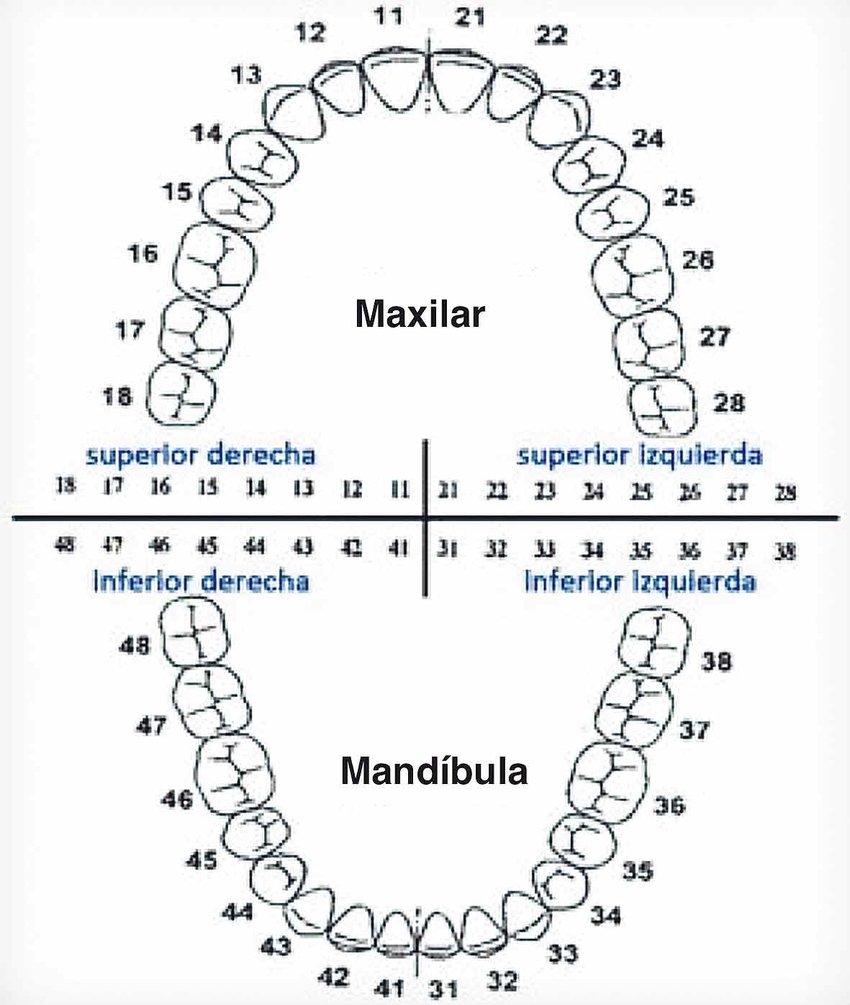 11 21
12 22
13 23
14 24
15 25
16 26
Maxilar
17 27
18 28
superior derecha superior izquierda
18 17 16 15 14 13 12 11 21 22 23 24 25 26 27 28
48 47 46 45 44 43 42 41 31 32 33 34 35 36 37 38
inferior derecha inferior izquierda
48 38
47 37
Mandíbula
46 36
45 35
44 34
43 33
42 32
41 31